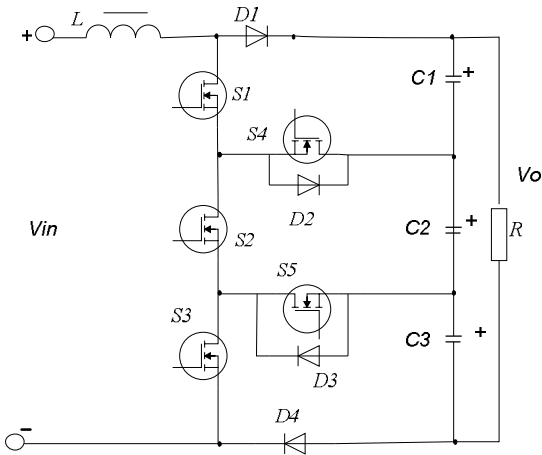 L
D1
+
S1
C1 +
S4
D2
Vin
S2
C2 +
Vo
R
S5
S3
C3 +
D3
D4
-